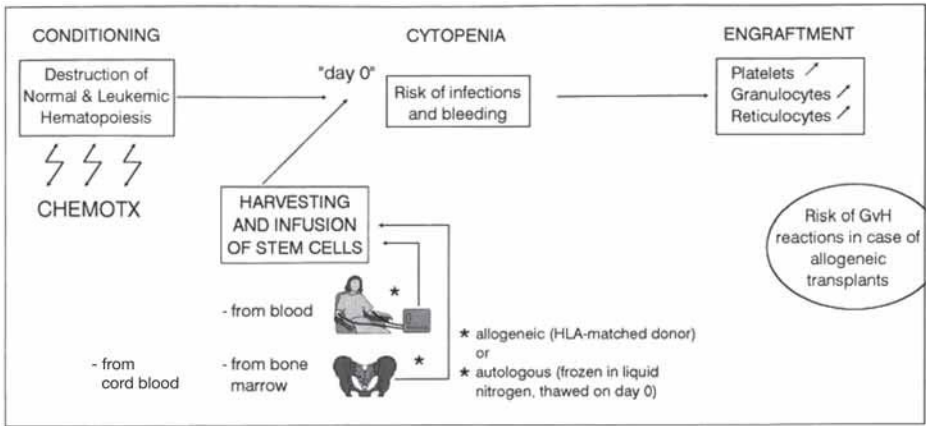 CONDITIONING
Destruction of
Normal & Leukemic
Hematopoiesis
CHEMOTX
"day 0"
CYTOPENIA
Risk of infections
and bleeding
ENGRAFTMENT
Platelets
Granulocytes
Reticulocytes
HARVESTING
AND INFUSION
OF STEM CELLS
- from blood
*
- from
cord blood
- from bone
marrow
*
* allogeneic (HLA-matched donor)
or
* autologous (frozen in liquid
nitrogen, thawed on day 0)
Risk of GvH
reactions in case of
allogeneic
transplants